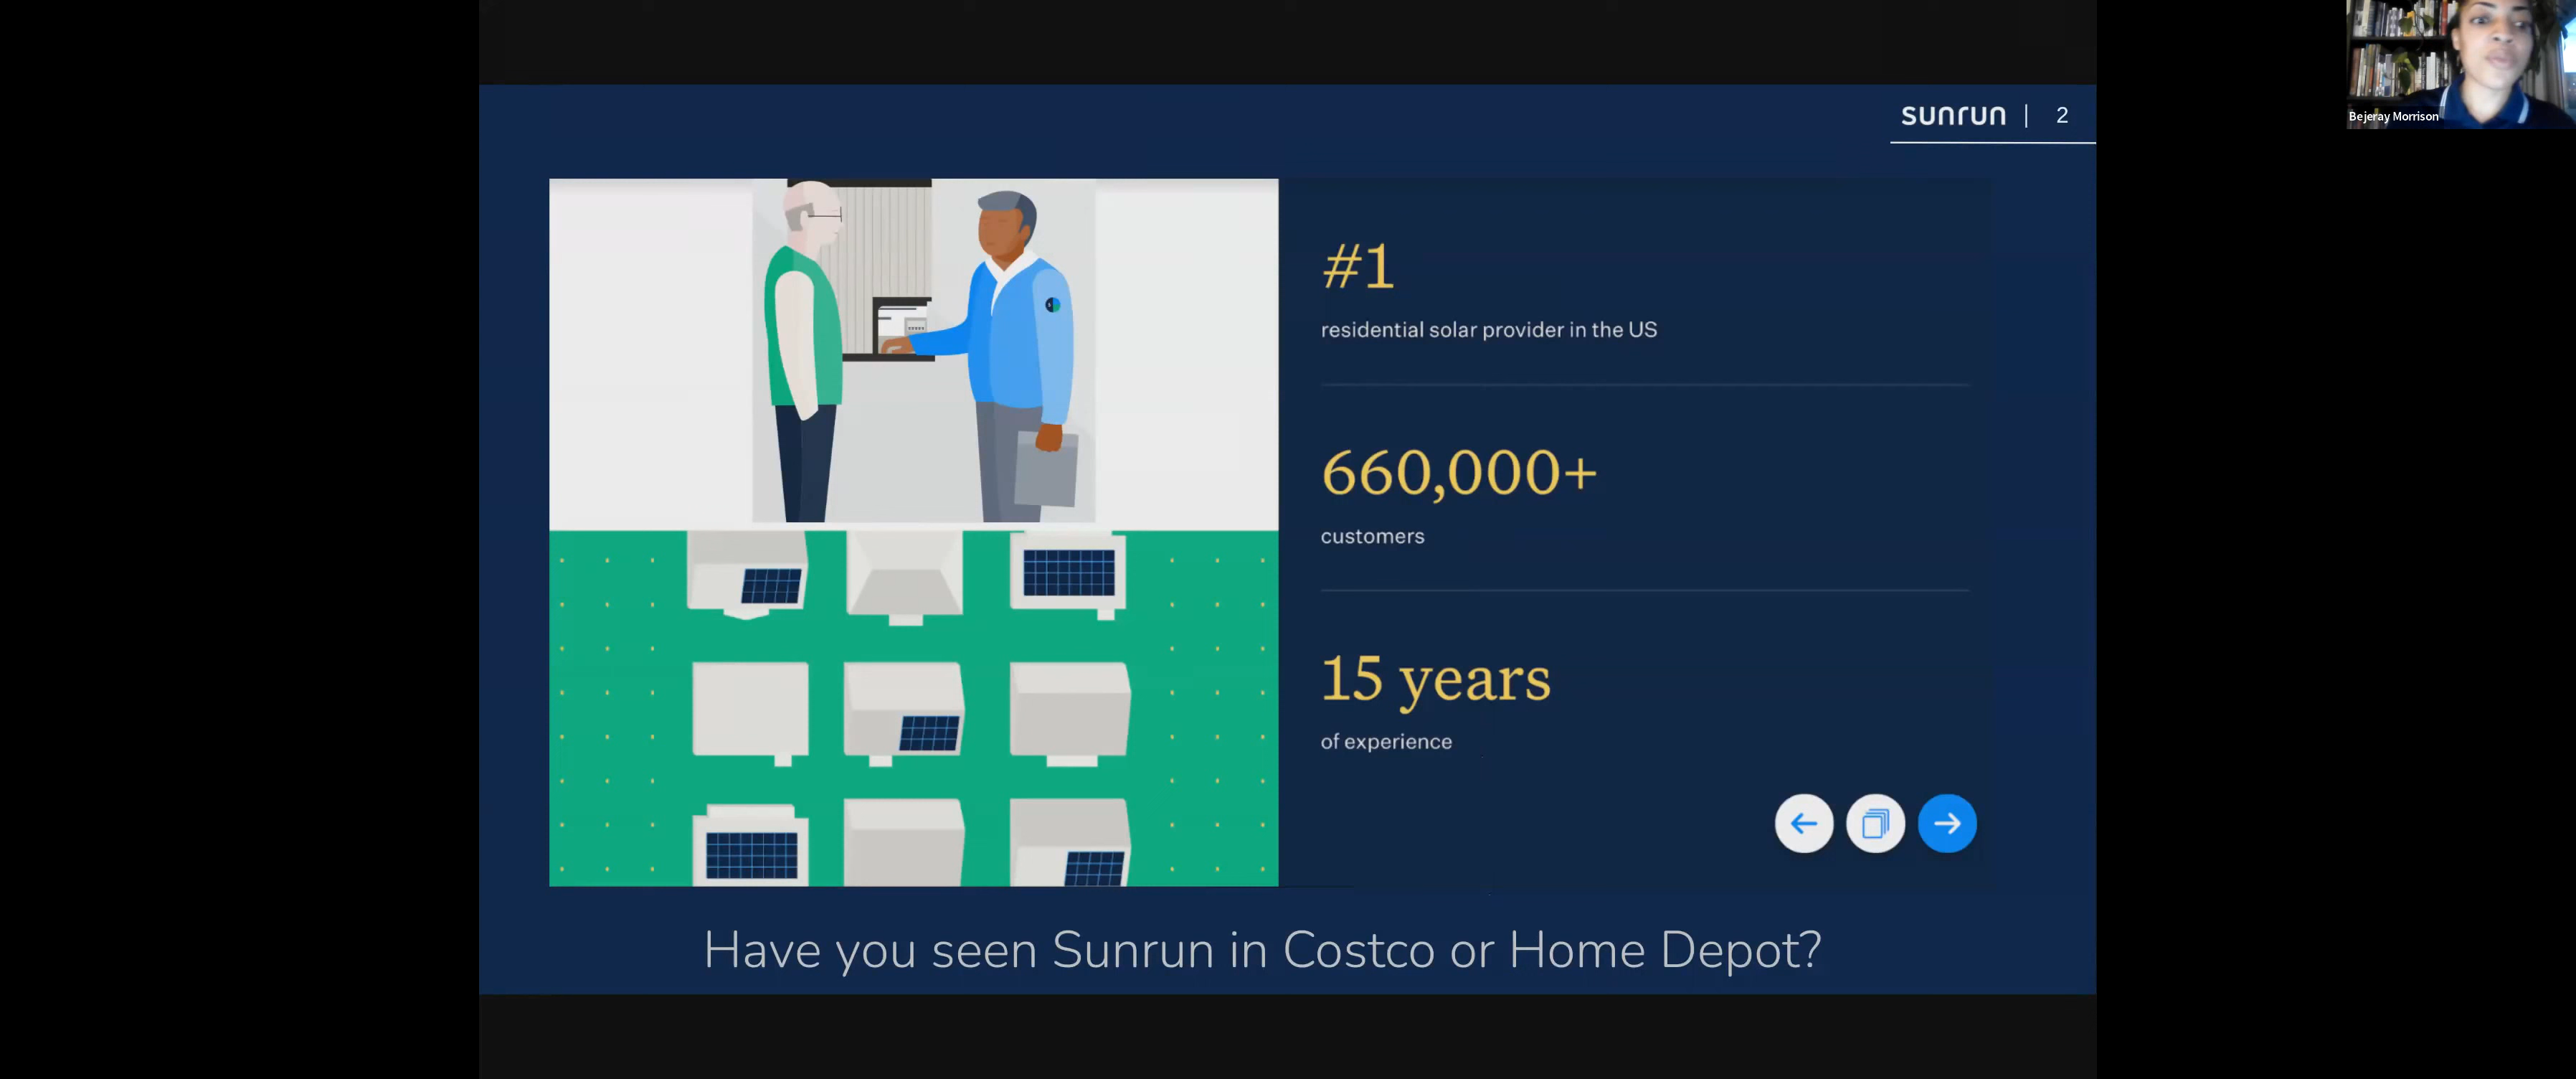 sunrun | 2
Bejeray Morrison
#1
residential solar provider in the US
660,000+
customers
15 years
of experience
Have you seen Sunrun in Costco or Home Depot?